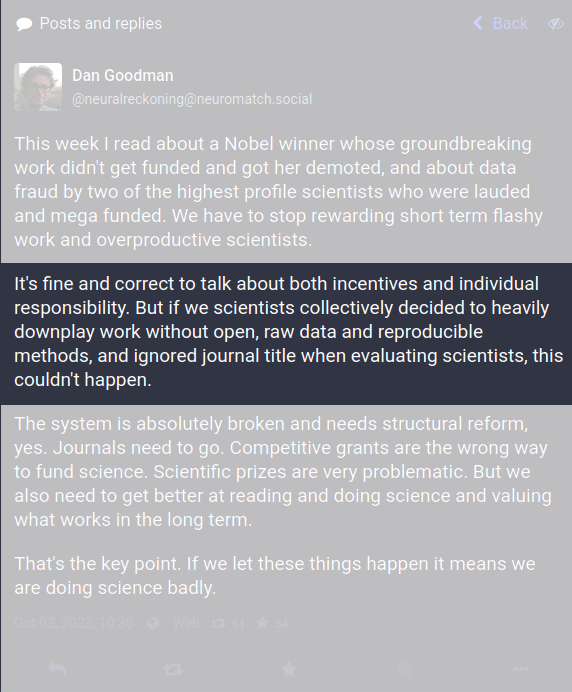 Posts and replies
Back
Dan Goodman
@neuralreckoning@neuromatch.social
This week I read about a Nobel winner whose groundbreaking
work didn't get funded and got her demoted, and about data
fraud by two of the highest profile scientists who were lauded
and mega funded. We have to stop rewarding short term flashy
work and overproductive scientists.
It's fine and correct to talk about both incentives and individual
responsibility. But if we scientists collectively decided to heavily
downplay work without open, raw data and reproducible
methods, and ignored journal title when evaluating scientists, this
couldn't happen.
The system is absolutely broken and needs structural reform,
yes. Journals need to go. Competitive grants are the wrong way
to fund science. Scientific prizes are very problematic. But we
also need to get better at reading and doing science and valuing
what works in the long term.
That's the key point. If we let these things happen it means we
are doing science badly.
Oct 03, 2023, 10:30 Web 61 54